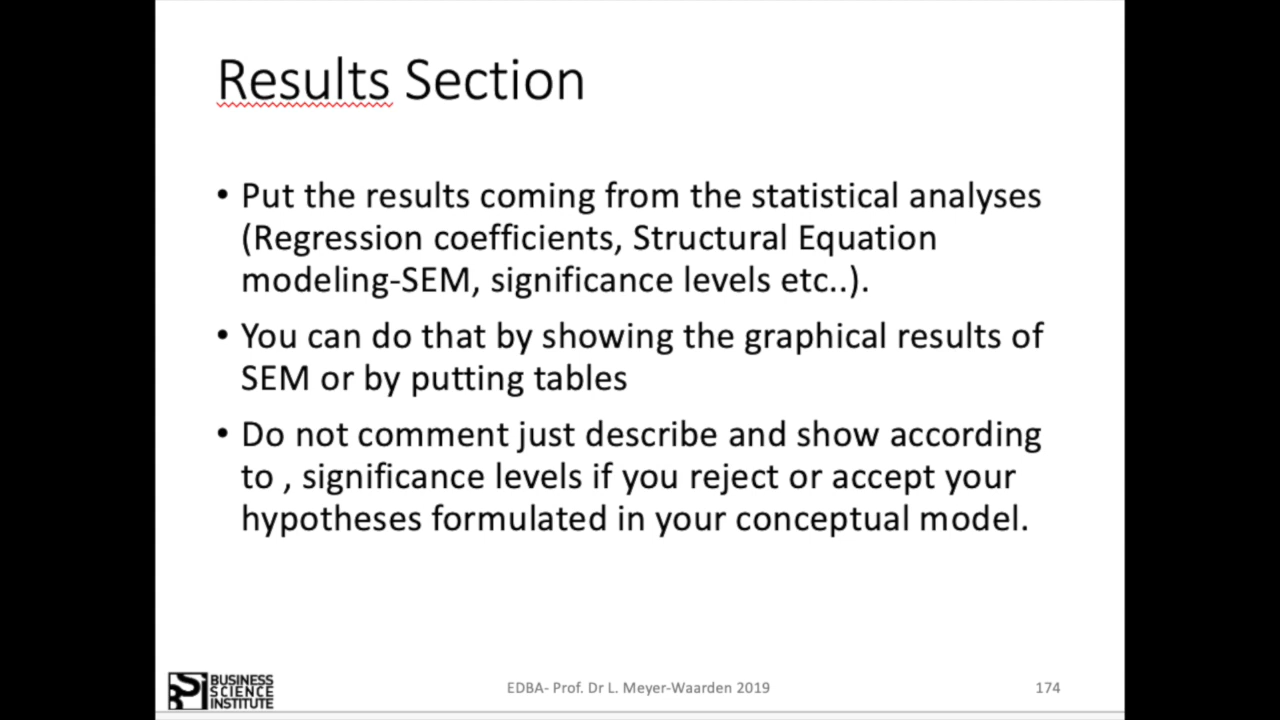 Results Section
• Put the results coming from the statistical analyses
(Regression coefficients, Structural Equation
modeling-SEM, significance levels etc..).
• You can do that by showing the graphical results of
SEM or by putting tables
• Do not comment just describe and show according
to , significance levels if you reject or accept your
hypotheses formulated in your conceptual model.
BUSINESS
SCIENCE
INSTITUTE
EDBA- Prof. Dr L. Meyer-Waarden 2019
174